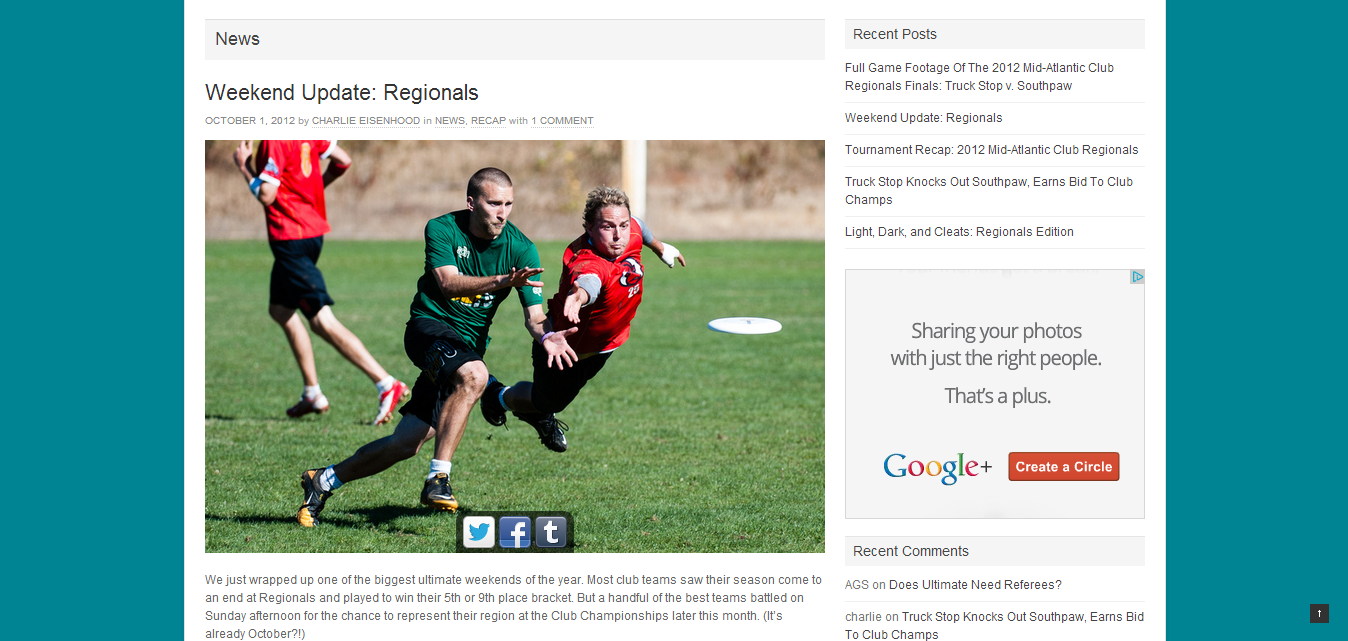 News
Weekend Update: Regionals
OCTOBER 1, 2012 by CHARLIE EISENHOOD in NEWS, RECAP with 1 COMMENT
We just wrapped up one of the biggest ultimate weekends of the year. Most club teams saw their season come to
an end at Regionals and played to win their 5th or 9th place bracket. But a handful of the best teams battled on
Sunday afternoon for the chance to represent their region at the Club Championships later this month. (It's
already October?!)
Recent Posts
Full Game Footage Of The 2012 Mid-Atlantic Club
Regionals Finals: Truck Stop v. Southpaw
Weekend Update: Regionals
Tournament Recap: 2012 Mid-Atlantic Club Regionals
Truck Stop Knocks Out Southpaw, Earns Bid To Club
Champs
Light, Dark, and Cleats: Regionals Edition
Sharing your photos
with just the right people.
That's a plus.
Google+ Create a Circle
Recent Comments
AGS on Does Ultimate Need Referees?
charlie on Truck Stop Knocks Out Southpaw, Earns Bid
To Club Champs